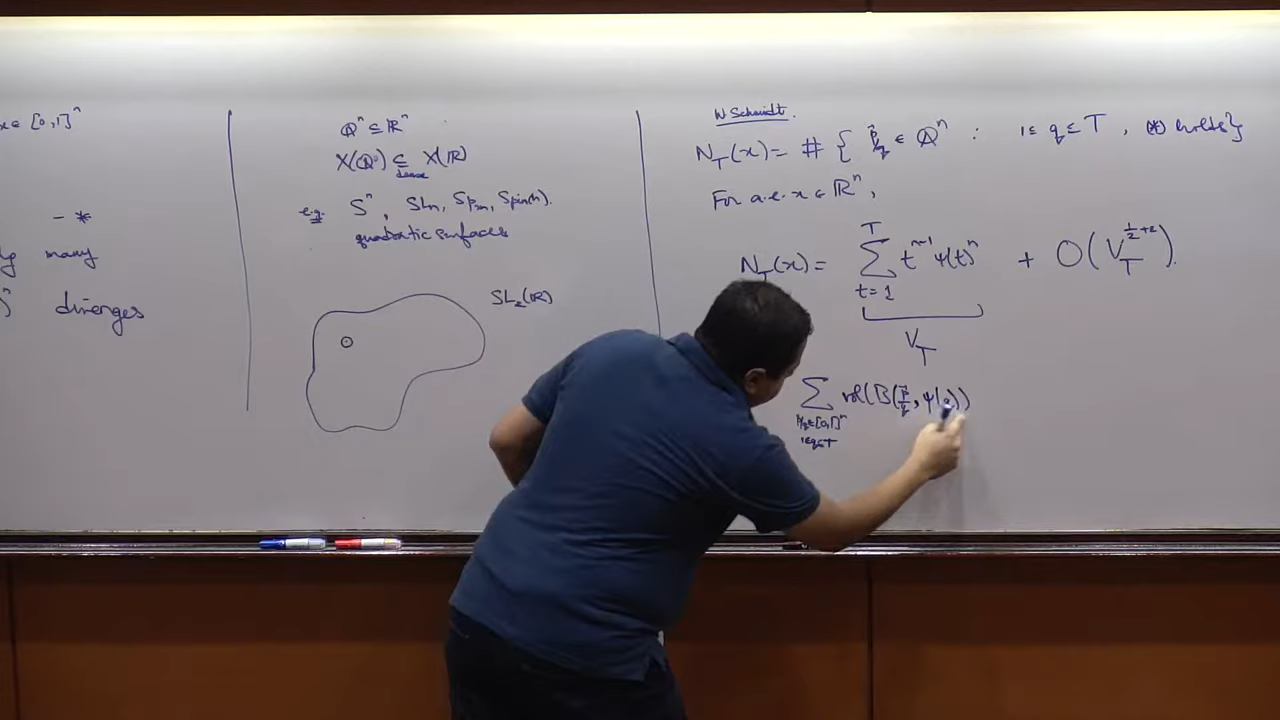 x ∈ [0,1]^n
- *
many
diverges
ℚ^n ⊆ ℝ^n
X(ℚ) ⊆ X(ℝ)
dense
e.g. S^n, SL_n, Sp_2n, Spin(n).
quadratic surfaces
SL_2(ℝ)
W Schmidt.
N_T(x) = # { p/q ∈ ℚ^n : 1 ≤ q ≤ T, (*) holds}
For a.e. x ∈ ℝ^n,
N_T(x) = ∑_{t=1}^{T} t^{n-1} ψ(t)^n + O(V_T^{1/2+ε}).
V_T
∑ vol(B(p/q, ψ(q)))
p/q ∈ [0,1]^n
1≤q≤T